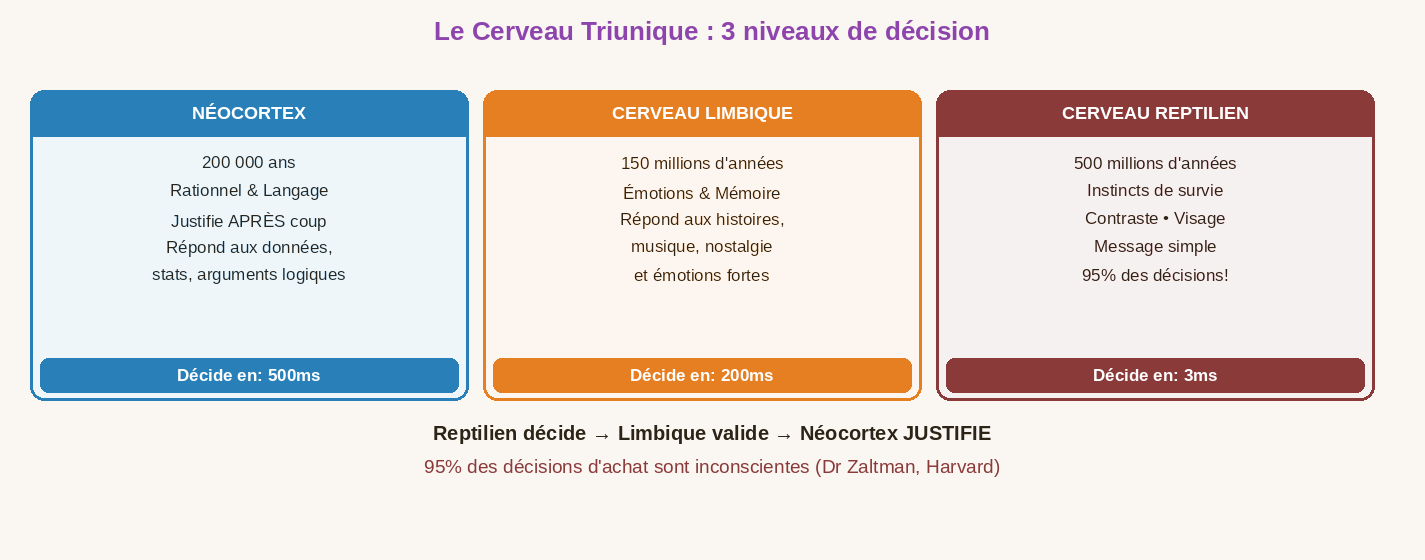 Le Cerveau Triunique : 3 niveaux de décision
NÉOCORTEX
200 000 ans
Rationnel & Langage
Justifie APRÈS coup
Répond aux données,
stats, arguments logiques
Décide en: 500ms
CERVEAU LIMBIQUE
150 millions d'années
Émotions & Mémoire
Répond aux histoires,
musique, nostalgie
et émotions fortes
Décide en: 200ms
CERVEAU REPTILIEN
500 millions d'années
Instincts de survie
Contraste • Visage
Message simple
95% des décisions!
Décide en: 3ms
Reptilien décide → Limbique valide → Néocortex JUSTIFIE
95% des décisions d'achat sont inconscientes (Dr Zaltman, Harvard)